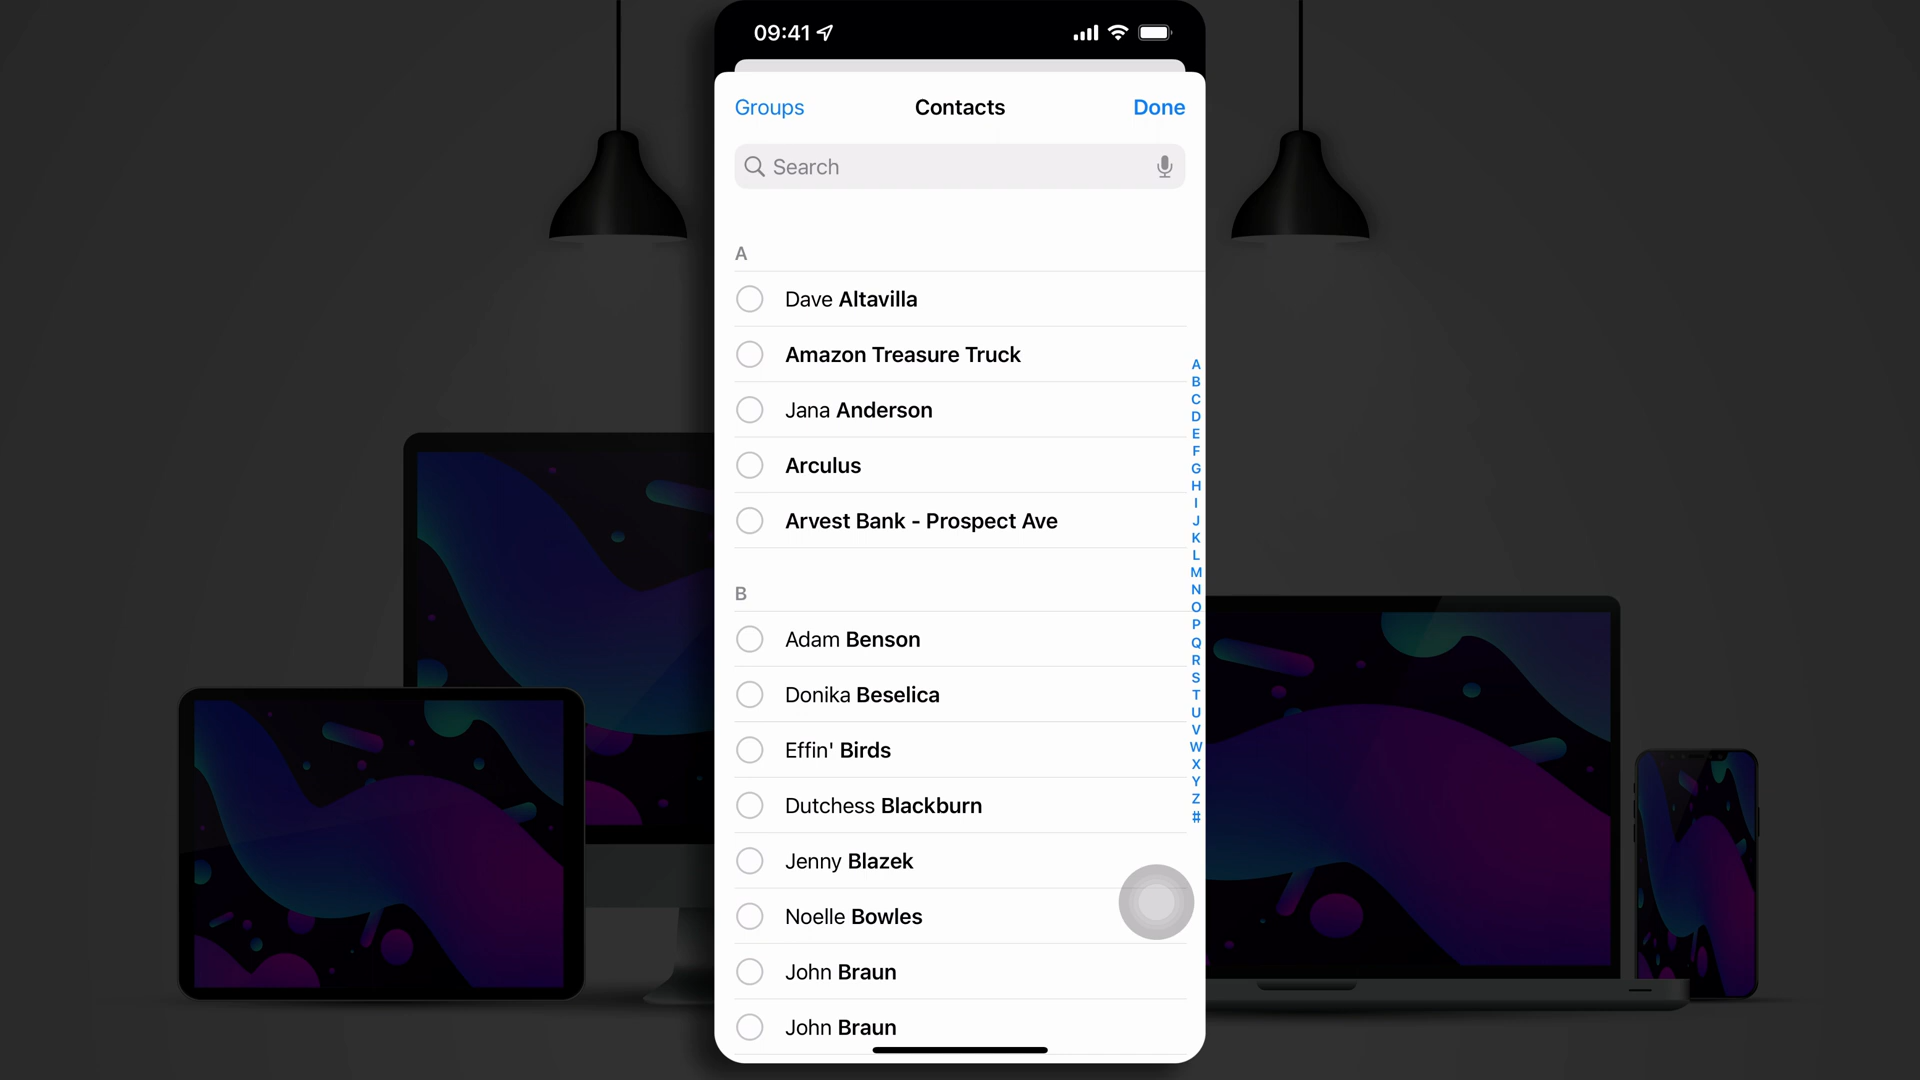 09:41
Groups Contacts Done
Search
A
Dave Altavilla
Amazon Treasure Truck
Jana Anderson
Arculus
Arvest Bank - Prospect Ave
B
Adam Benson
Donika Beselica
Effin' Birds
Dutchess Blackburn
Jenny Blazek
Noelle Bowles
John Braun
John Braun
A
B
C
D
E
F
G
H
I
J
K
L
M
N
O
P
Q
R
S
T
U
V
W
X
Y
Z
#